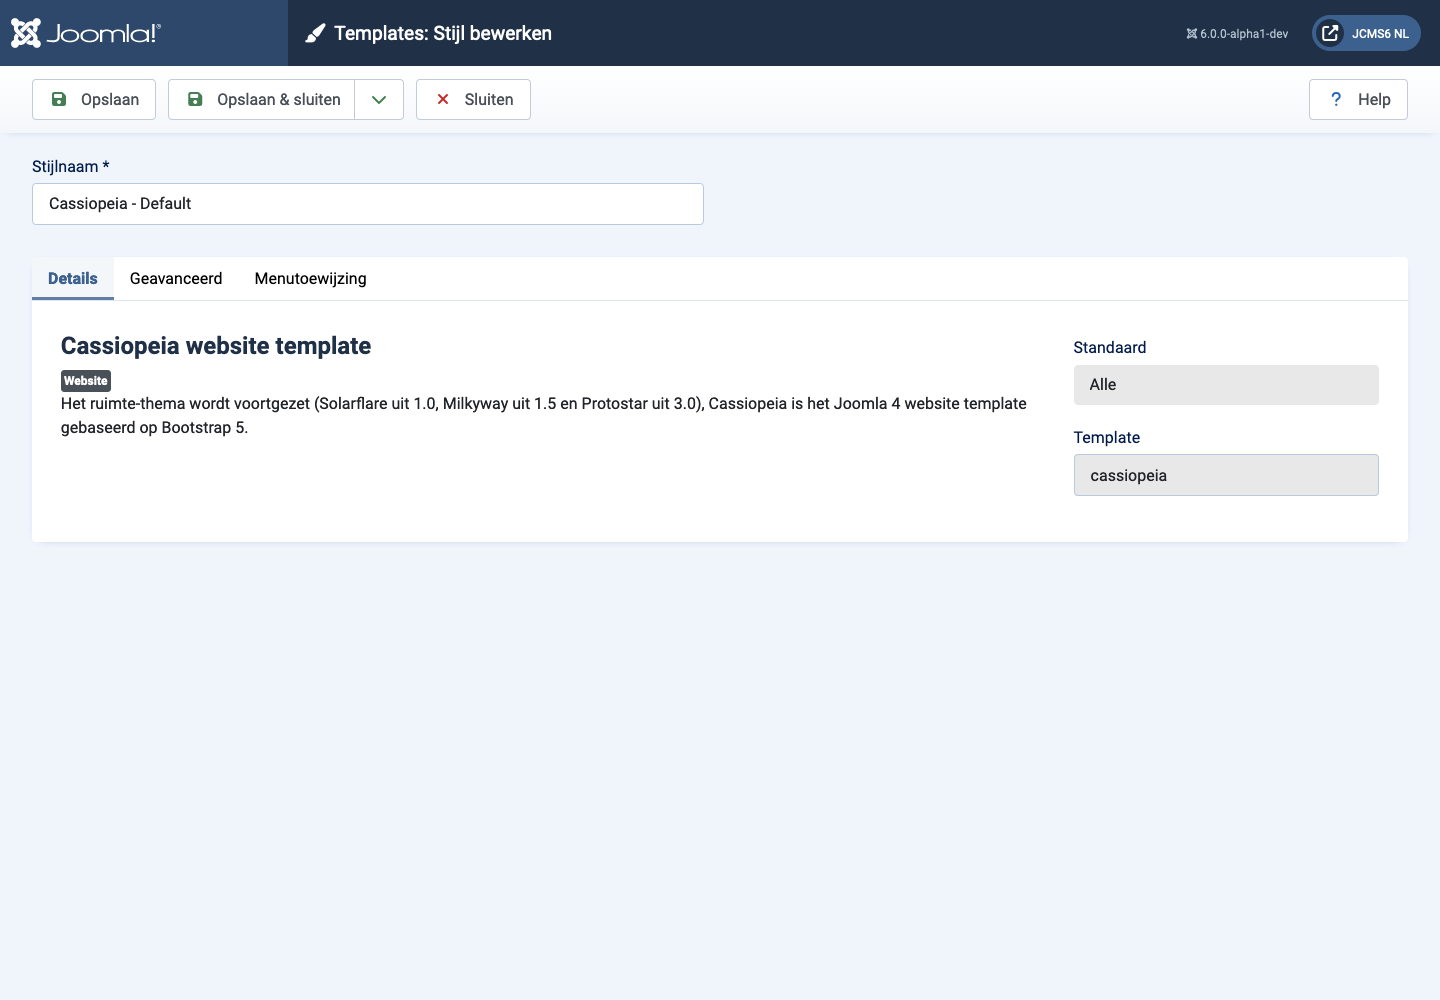 Joomla!®
Templates: Stijl bewerken
6.0.0-alpha1-dev
JCMS6 NL
Opslaan
Opslaan & sluiten
Sluiten
? Help
Stijlnaam *
Cassiopeia - Default
Details
Geavanceerd
Menutoewijzing
Cassiopeia website template
Website
Het ruimte-thema wordt voortgezet (Solarflare uit 1.0, Milkyway uit 1.5 en Protostar uit 3.0), Cassiopeia is het Joomla 4 website template
gebaseerd op Bootstrap 5.
Standaard
Alle
Template
cassiopeia